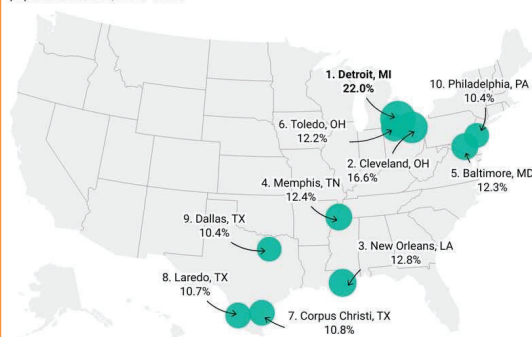 1. Detroit, MI
22.0%
10. Philadelphia, PA
10.4%
6. Toledo, OH
12.2%
2. Cleveland, OH
16.6%
5. Baltimore, MD
12.3%
4. Memphis, TN
12.4%
9. Dallas, TX
10.4%
3. New Orleans, LA
12.8%
8. Laredo, TX
10.7%
7. Corpus Christi, TX
10.8%